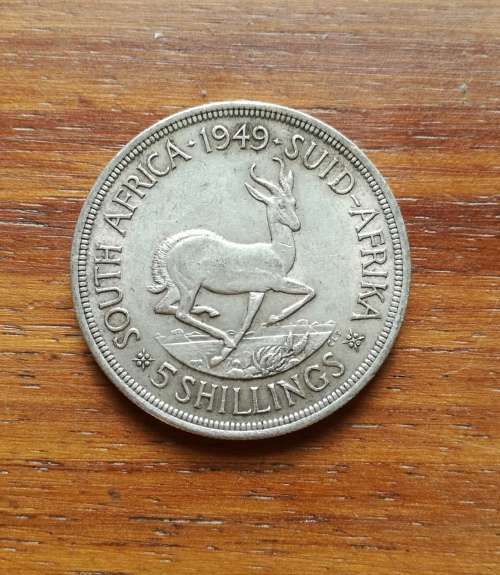 SOUTH AFRICA · 1949 · SUID-AFRIKA
5 SHILLINGS